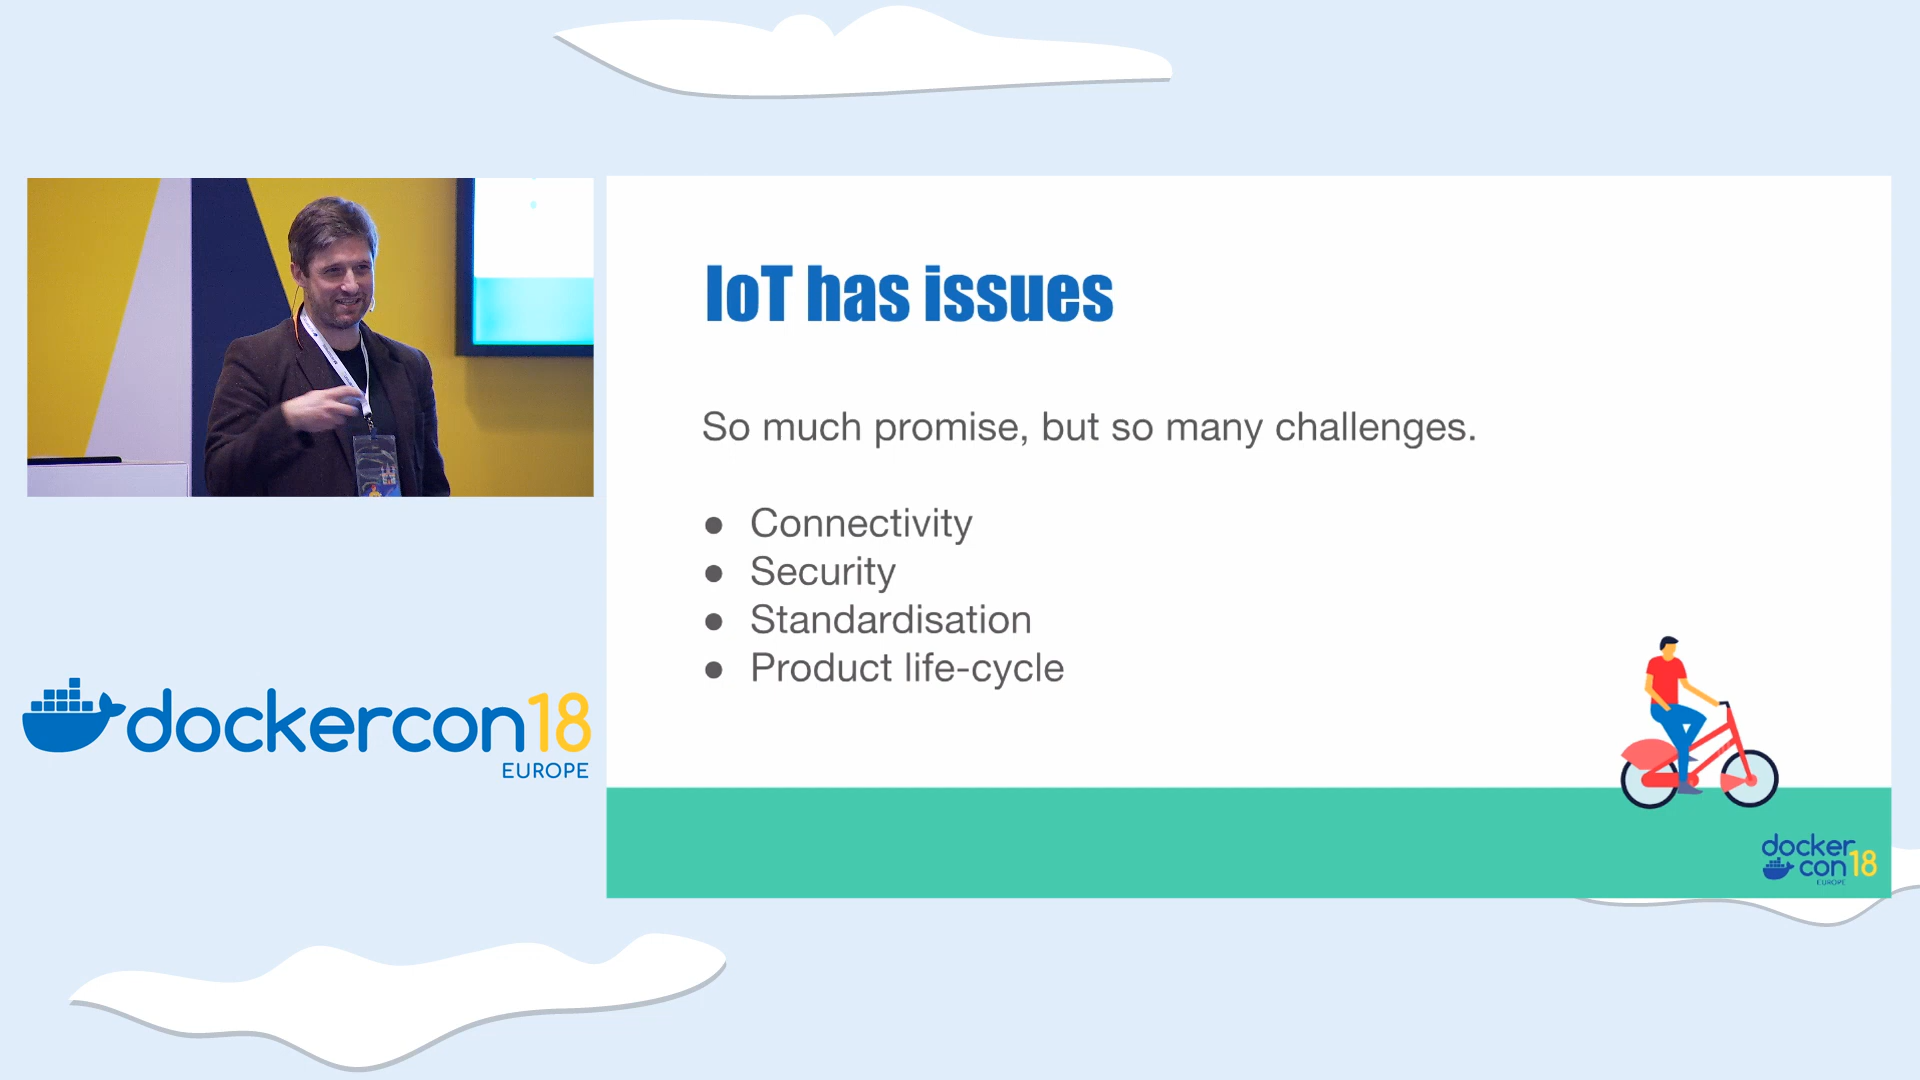 IoT has issues
So much promise, but so many challenges.
● Connectivity
● Security
● Standardisation
● Product life-cycle
dockercon18
EUROPE
docker
con18
EUROPE